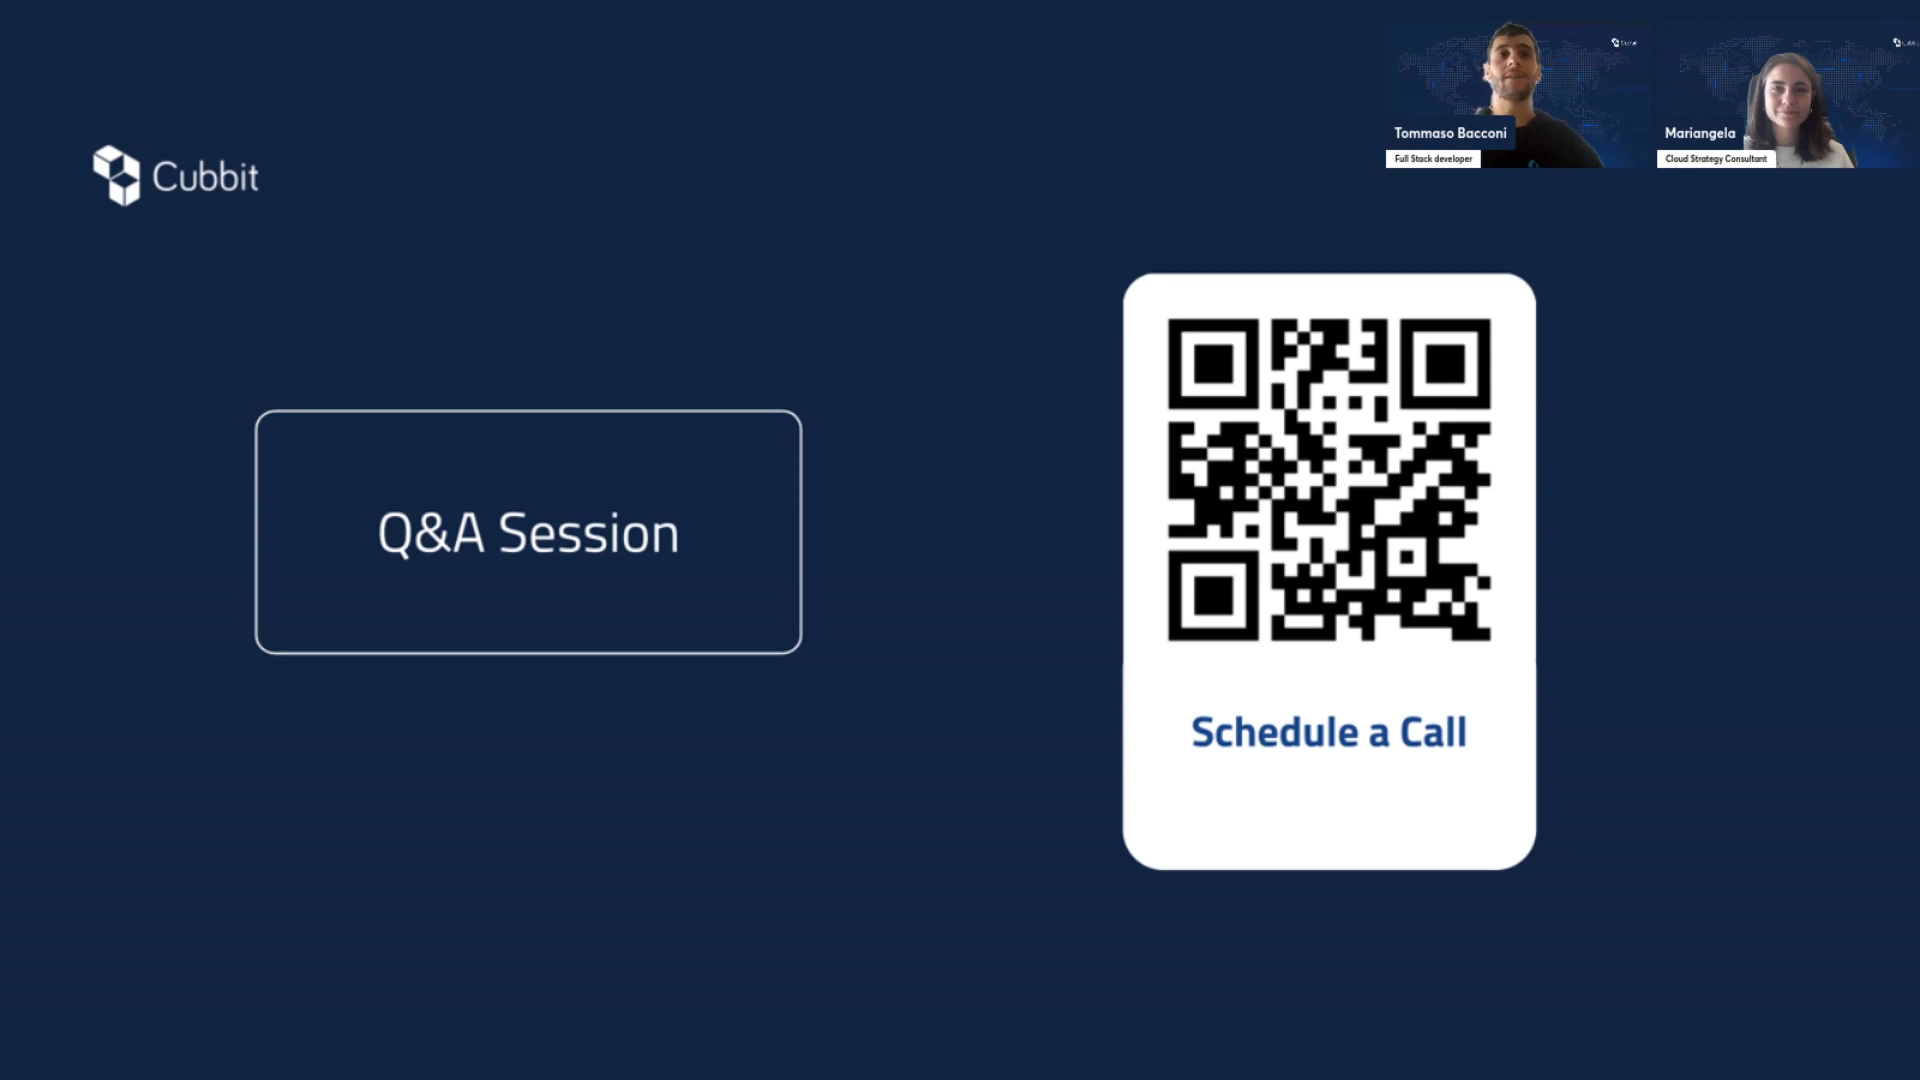 Tommaso Bacconi
Full Stack developer
Mariangela
Cloud Strategy Consultant
Cubbit
Q&A Session
Schedule a Call